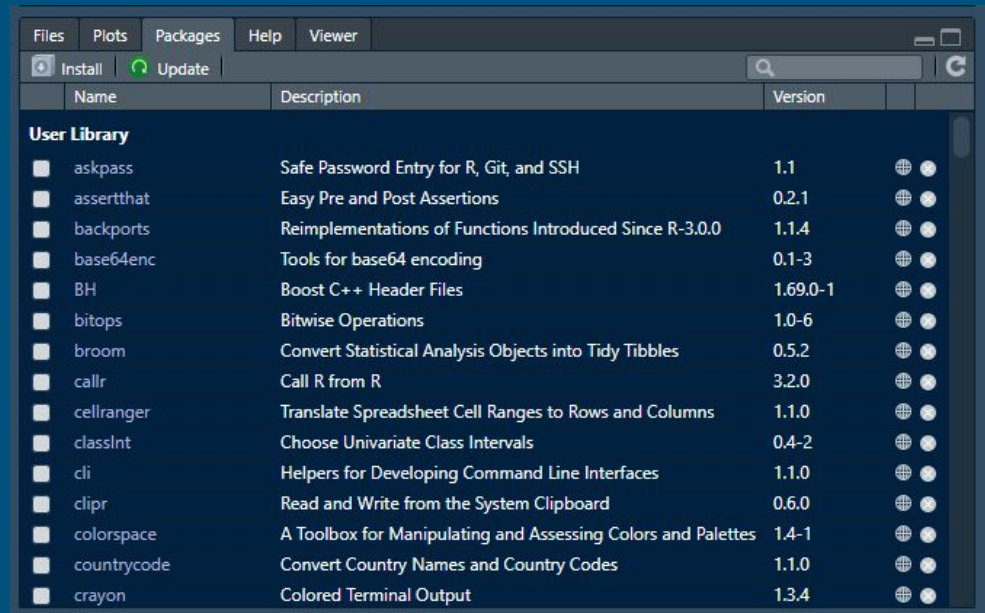 Files Plots Packages Help Viewer
Install Update
Name Description Version
User Library
askpass Safe Password Entry for R, Git, and SSH 1.1
assertthat Easy Pre and Post Assertions 0.2.1
backports Reimplementations of Functions Introduced Since R-3.0.0 1.1.4
base64enc Tools for base64 encoding 0.1-3
BH Boost C++ Header Files 1.69.0-1
bitops Bitwise Operations 1.0-6
broom Convert Statistical Analysis Objects into Tidy Tibbles 0.5.2
callr Call R from R 3.2.0
cellranger Translate Spreadsheet Cell Ranges to Rows and Columns 1.1.0
classInt Choose Univariate Class Intervals 0.4-2
cli Helpers for Developing Command Line Interfaces 1.1.0
clipr Read and Write from the System Clipboard 0.6.0
colorspace A Toolbox for Manipulating and Assessing Colors and Palettes 1.4-1
countrycode Convert Country Names and Country Codes 1.1.0
crayon Colored Terminal Output 1.3.4